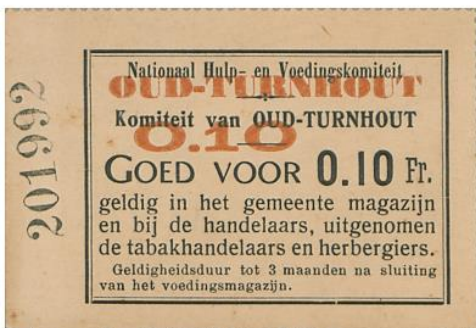 201992
Nationaal Hulp- en Voedingskomiteit
OUD-TURNHOUT
Komiteit van OUD-TURNHOUT
0.10
GOED VOOR 0.10 Fr.
geldig in het gemeente magazijn
en bij de handelaars, uitgenomen
de tabakhandelaars en herbergiers.
Geldigheidsduur tot 3 maanden na sluiting
van het voedingsmagazijn.